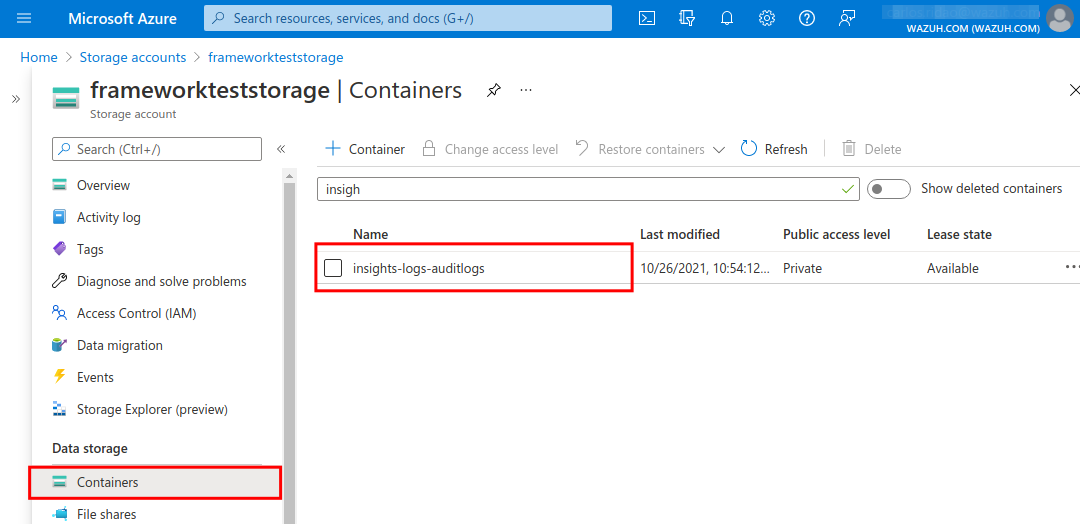 Microsoft Azure
Search resources, services, and docs (G+/)
WAZUH.COM (WAZUH.COM)
Home > Storage accounts > frameworkteststorage
frameworkteststorage | Containers
Storage account
Search (Ctrl+/)
Overview
Activity log
Tags
Diagnose and solve problems
Access Control (IAM)
Data migration
Events
Storage Explorer (preview)
Data storage
Containers
File shares
Container Change access level Restore containers Refresh Delete
insigh
Show deleted containers
Name Last modified Public access level Lease state
insights-logs-auditlogs 10/26/2021, 10:54:12... Private Available